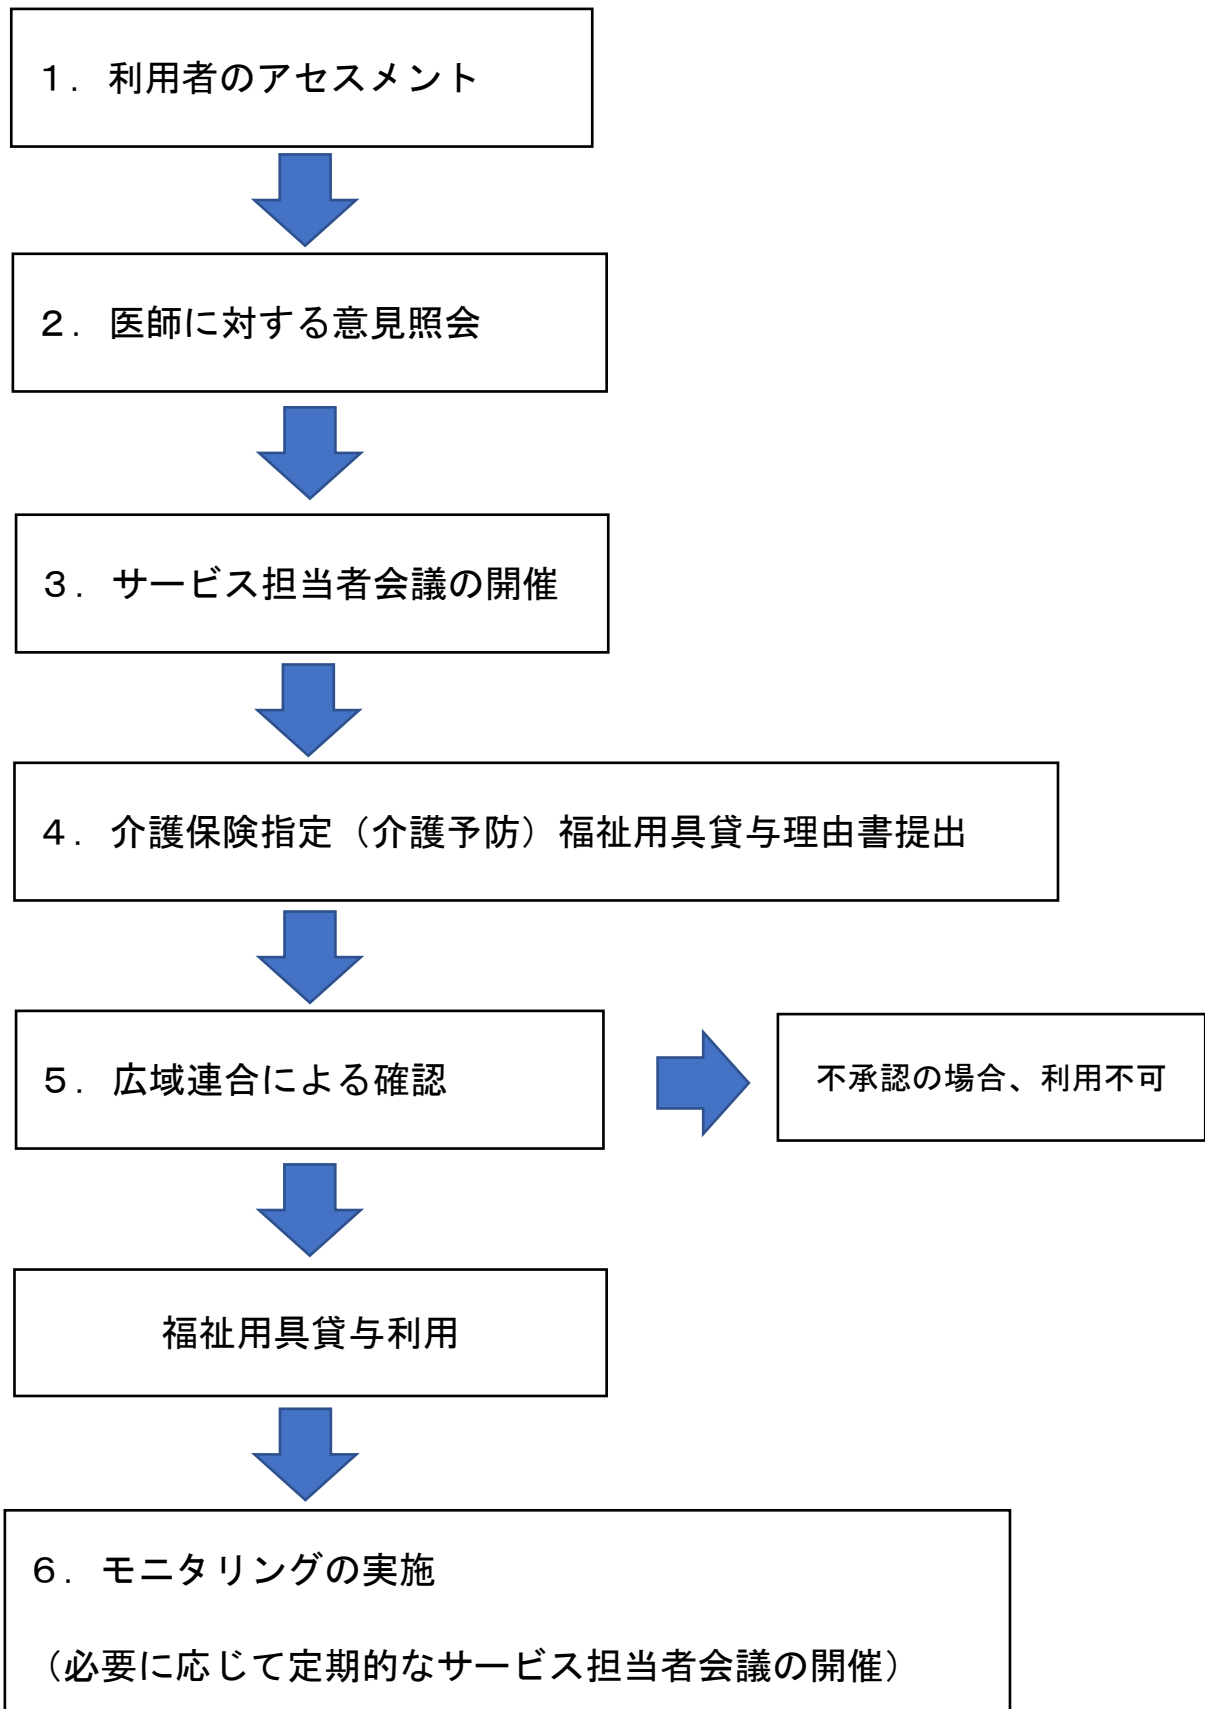 １．利用者のアセスメント
２．医師に対する意見照会
３．サービス担当者会議の開催
４．介護保険指定（介護予防）福祉用具貸与理由書提出
５．広域連合による確認
不承認の場合、利用不可
福祉用具貸与利用
６．モニタリングの実施
（必要に応じて定期的なサービス担当者会議の開催）